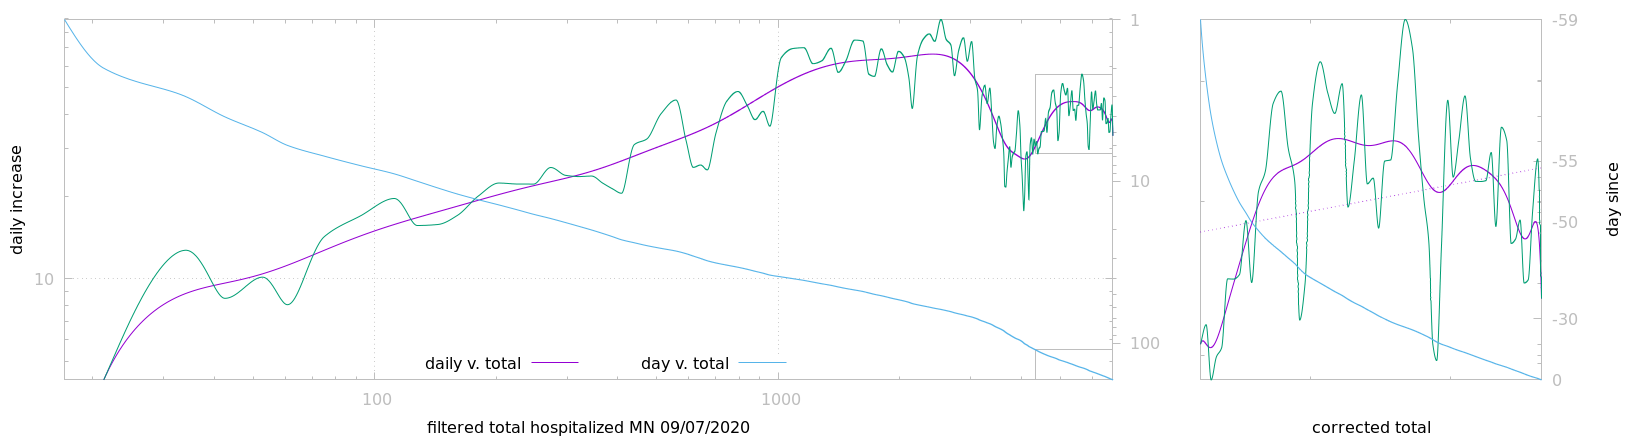 daily increase
10
daily v. total
day v. total
100
1000
1
10
100
filtered total hospitalized MN 09/07/2020
-59
-55
-50
-30
0
day since
corrected total